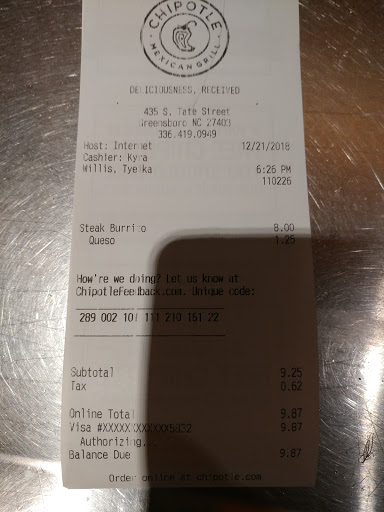 CHIPOTLE
MEXICAN GRILL
DELICIOUSNESS, RECEIVED
435 S. Tate Street
Greensboro NC 27403
336.419.0949
Host: Internet 12/21/2018
Cashier: Kyra
Willis, Tyeika 6:26 PM
110226
Steak Burrito 8.00
Queso 1.25
How're we doing? Let us know at
ChipotleFeedback.com. Unique code:
289 002 107 111 210 161 22
Subtotal 9.25
Tax 0.62
Online Total 9.87
Visa #XXXXXXXXXXXX5832 9.87
Authorizing...
Balance Due 9.87
Order online at chipotle.com